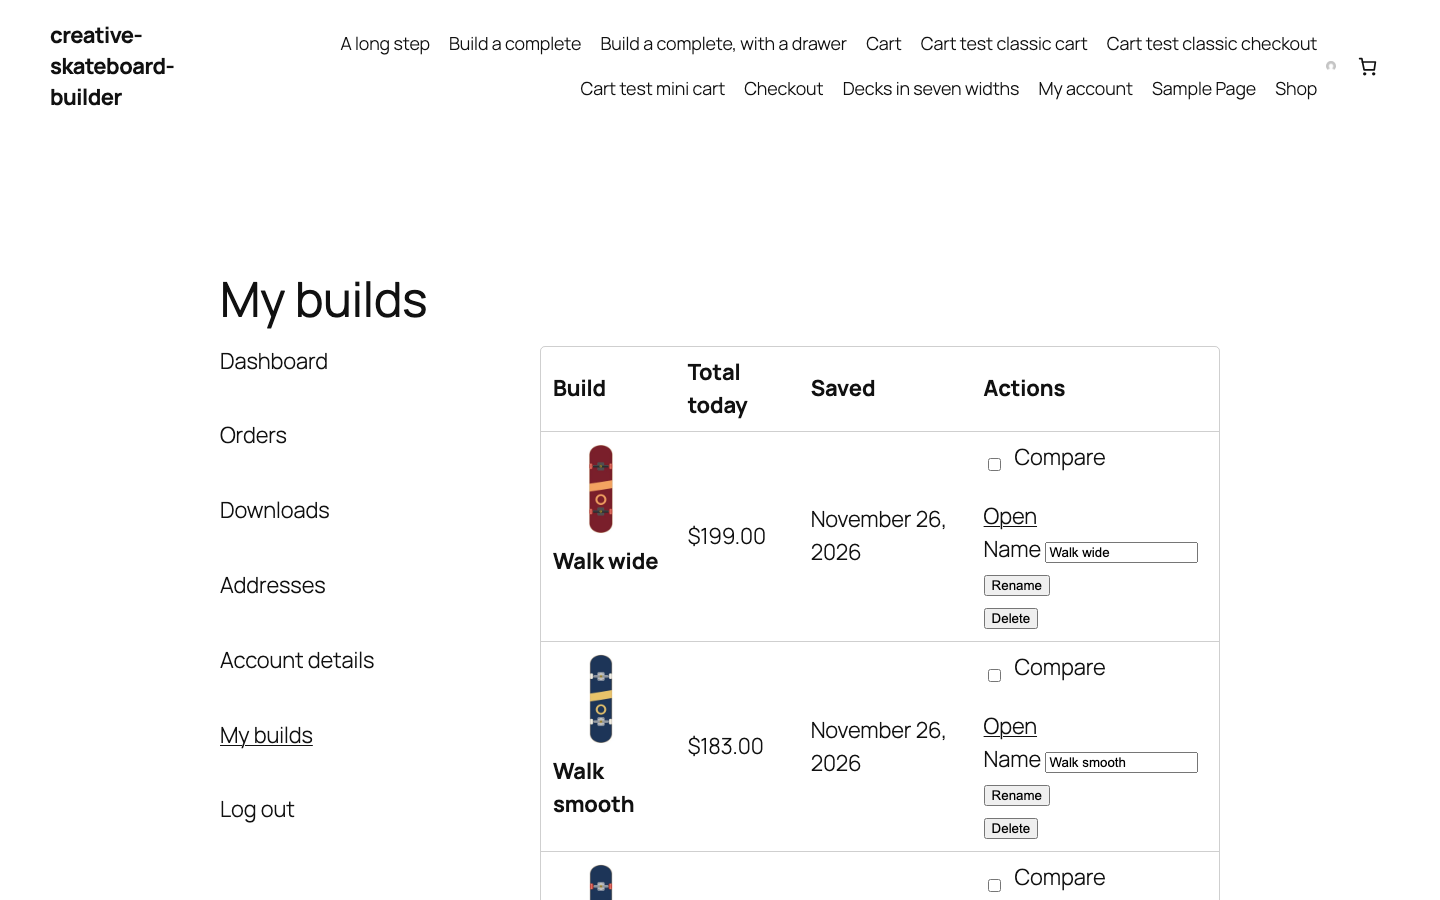 creative-
skateboard-
builder
A long step Build a complete Build a complete, with a drawer Cart Cart test classic cart Cart test classic checkout
Cart test mini cart Checkout Decks in seven widths My account Sample Page Shop
My builds
Dashboard
Orders
Downloads
Addresses
Account details
My builds
Log out
Build
Total
today
Saved
Actions
Walk wide
$199.00
November 26,
2026
Compare
Open
Name Walk wide
Rename
Delete
Walk
smooth
$183.00
November 26,
2026
Compare
Open
Name Walk smooth
Rename
Delete
Compare